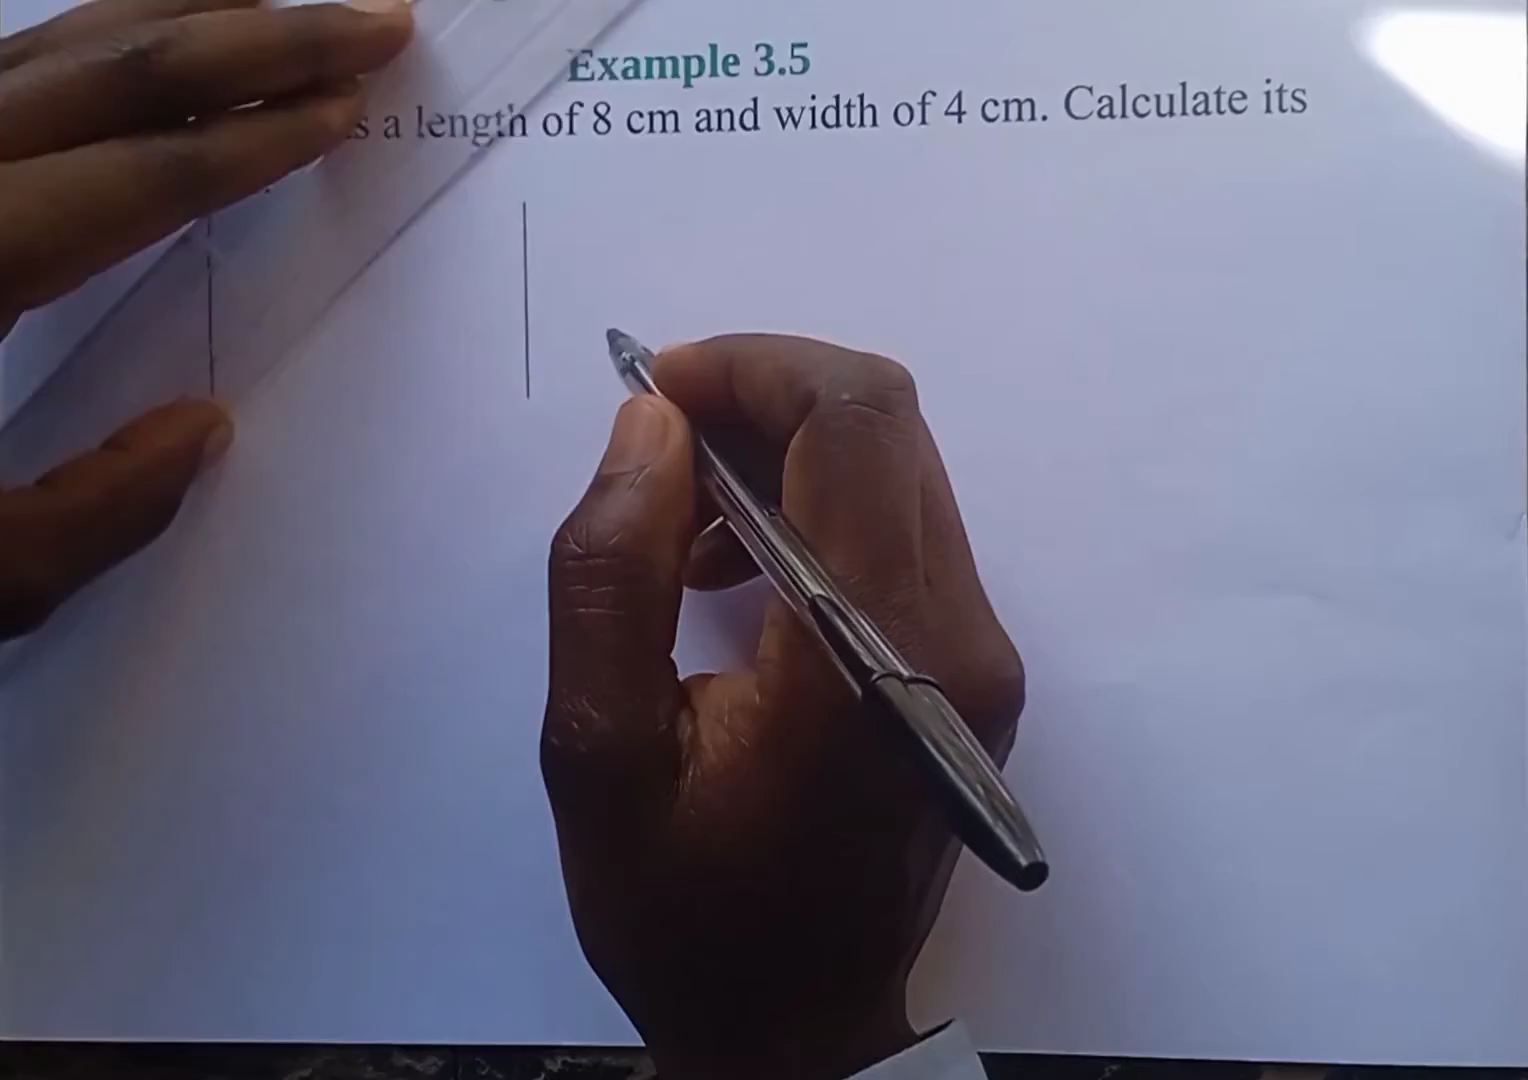 Example 3.5
a length of 8 cm and width of 4 cm. Calculate its